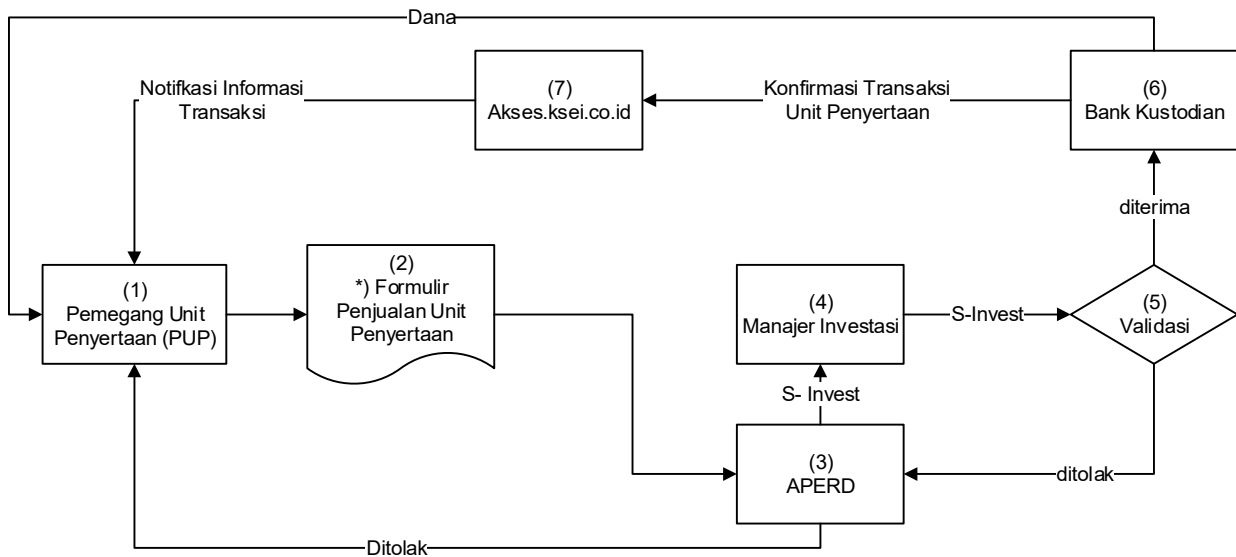 Dana
Notifkasi Informasi
Transaksi
(7)
Akses.ksei.co.id
Konfirmasi Transaksi
Unit Penyertaan
(6)
Bank Kustodian
diterima
(1)
Pemegang Unit
Penyertaan (PUP)
(2)
*) Formulir
Penjualan Unit
Penyertaan
(4)
Manajer Investasi
S-Invest
(5)
Validasi
S- Invest
(3)
APERD
ditolak
Ditolak